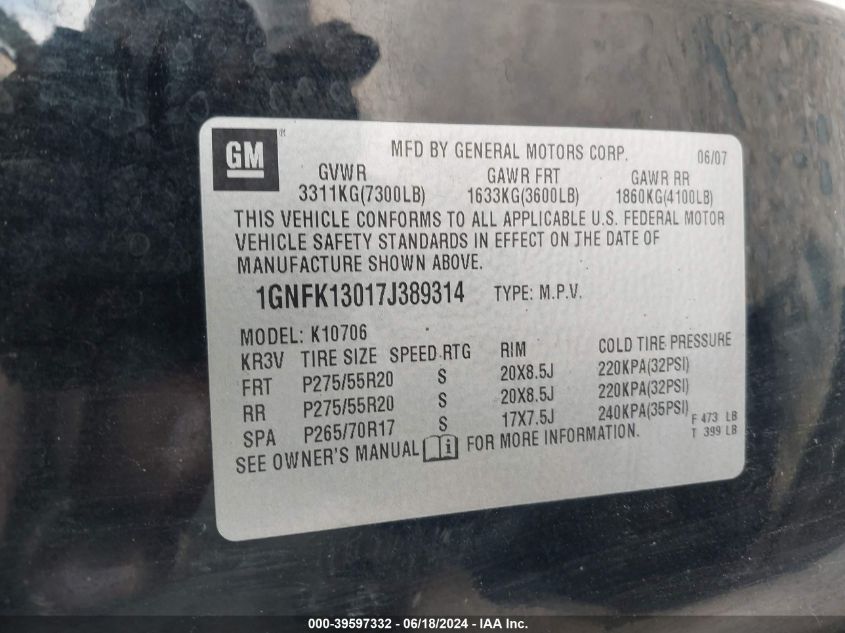 GM ® MFD BY GENERAL MOTORS CORP. 06/07
GVWR GAWR FRT GAWR RR
3311KG(7300LB) 1633KG(3600LB) 1860KG(4100LB)
THIS VEHICLE CONFORMS TO ALL APPLICABLE U.S. FEDERAL MOTOR
VEHICLE SAFETY STANDARDS IN EFFECT ON THE DATE OF
MANUFACTURE SHOWN ABOVE.
1GNFK13017J389314 TYPE: M.P.V.
MODEL: K10706
KR3V TIRE SIZE SPEED RTG RIM COLD TIRE PRESSURE
FRT P275/55R20 S 20X8.5J 220KPA(32PSI)
RR P275/55R20 S 20X8.5J 220KPA(32PSI)
SPA P265/70R17 S 17X7.5J 240KPA(35PSI) F 473 LB
T 399 LB
SEE OWNER'S MANUAL i FOR MORE INFORMATION.
000-39597332 - 06/18/2024 - IAA Inc.